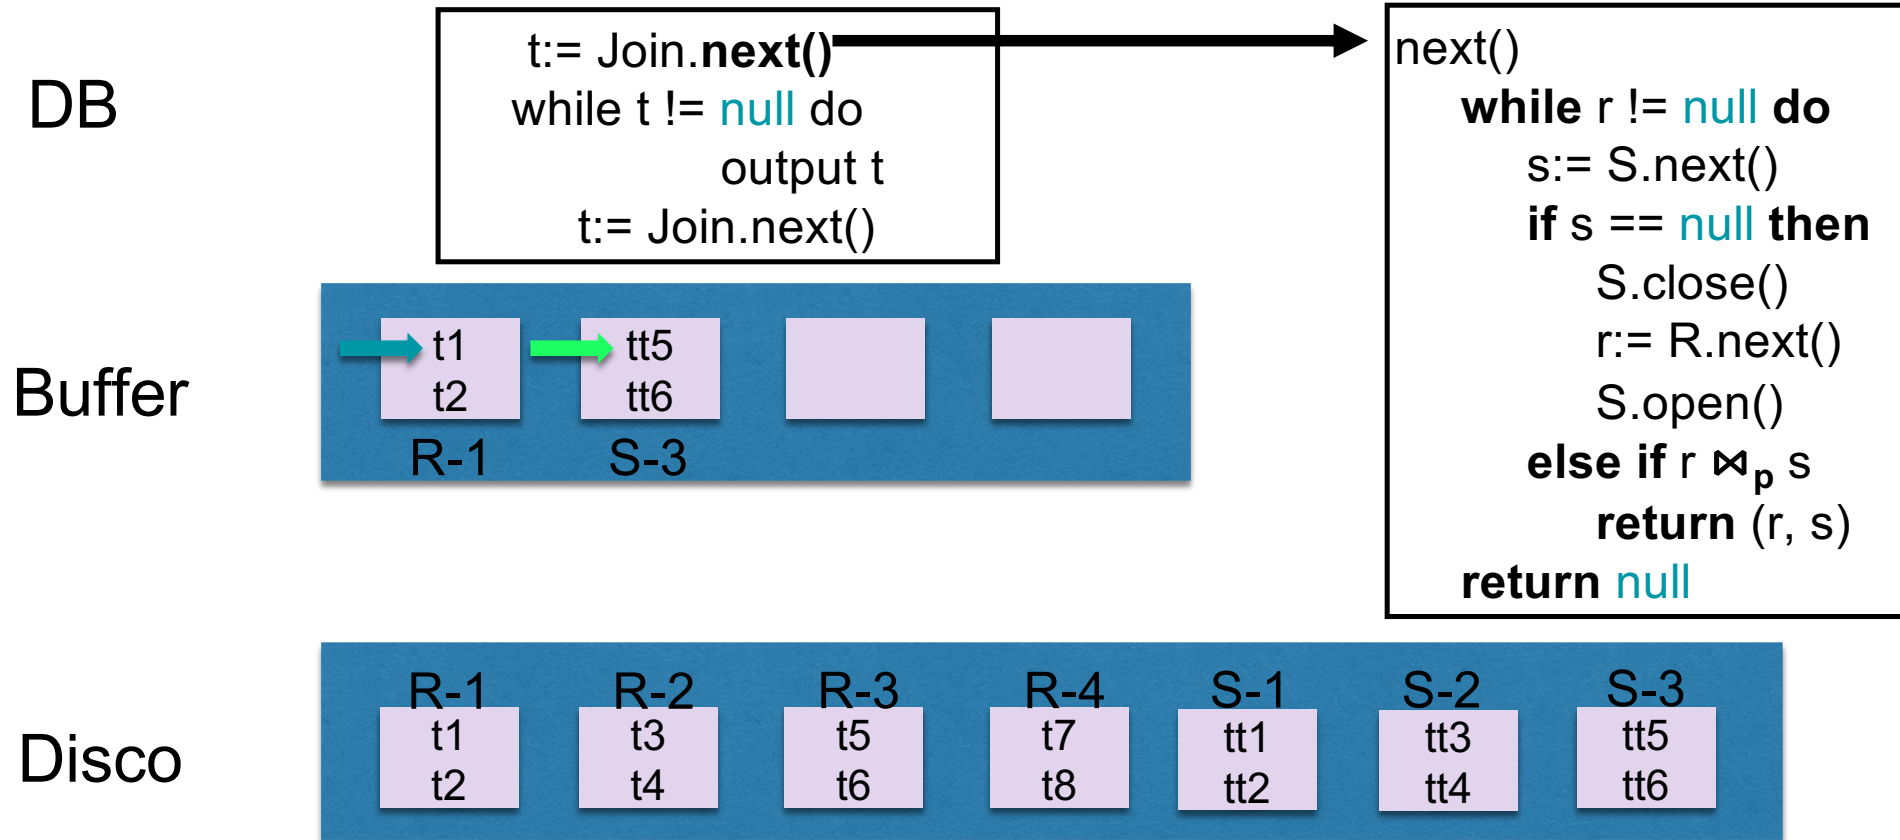 DB
t:= Join.next()
while t != null do
output t
t:= Join.next()
next()
while r != null do
s:= S.next()
if s == null then
S.close()
r:= R.next()
S.open()
else if r ⋈p s
return (r, s)
return null
Buffer
t1
t2
R-1
tt5
tt6
S-3
Disco
R-1
t1
t2
R-2
t3
t4
R-3
t5
t6
R-4
t7
t8
S-1
tt1
tt2
S-2
tt3
tt4
S-3
tt5
tt6